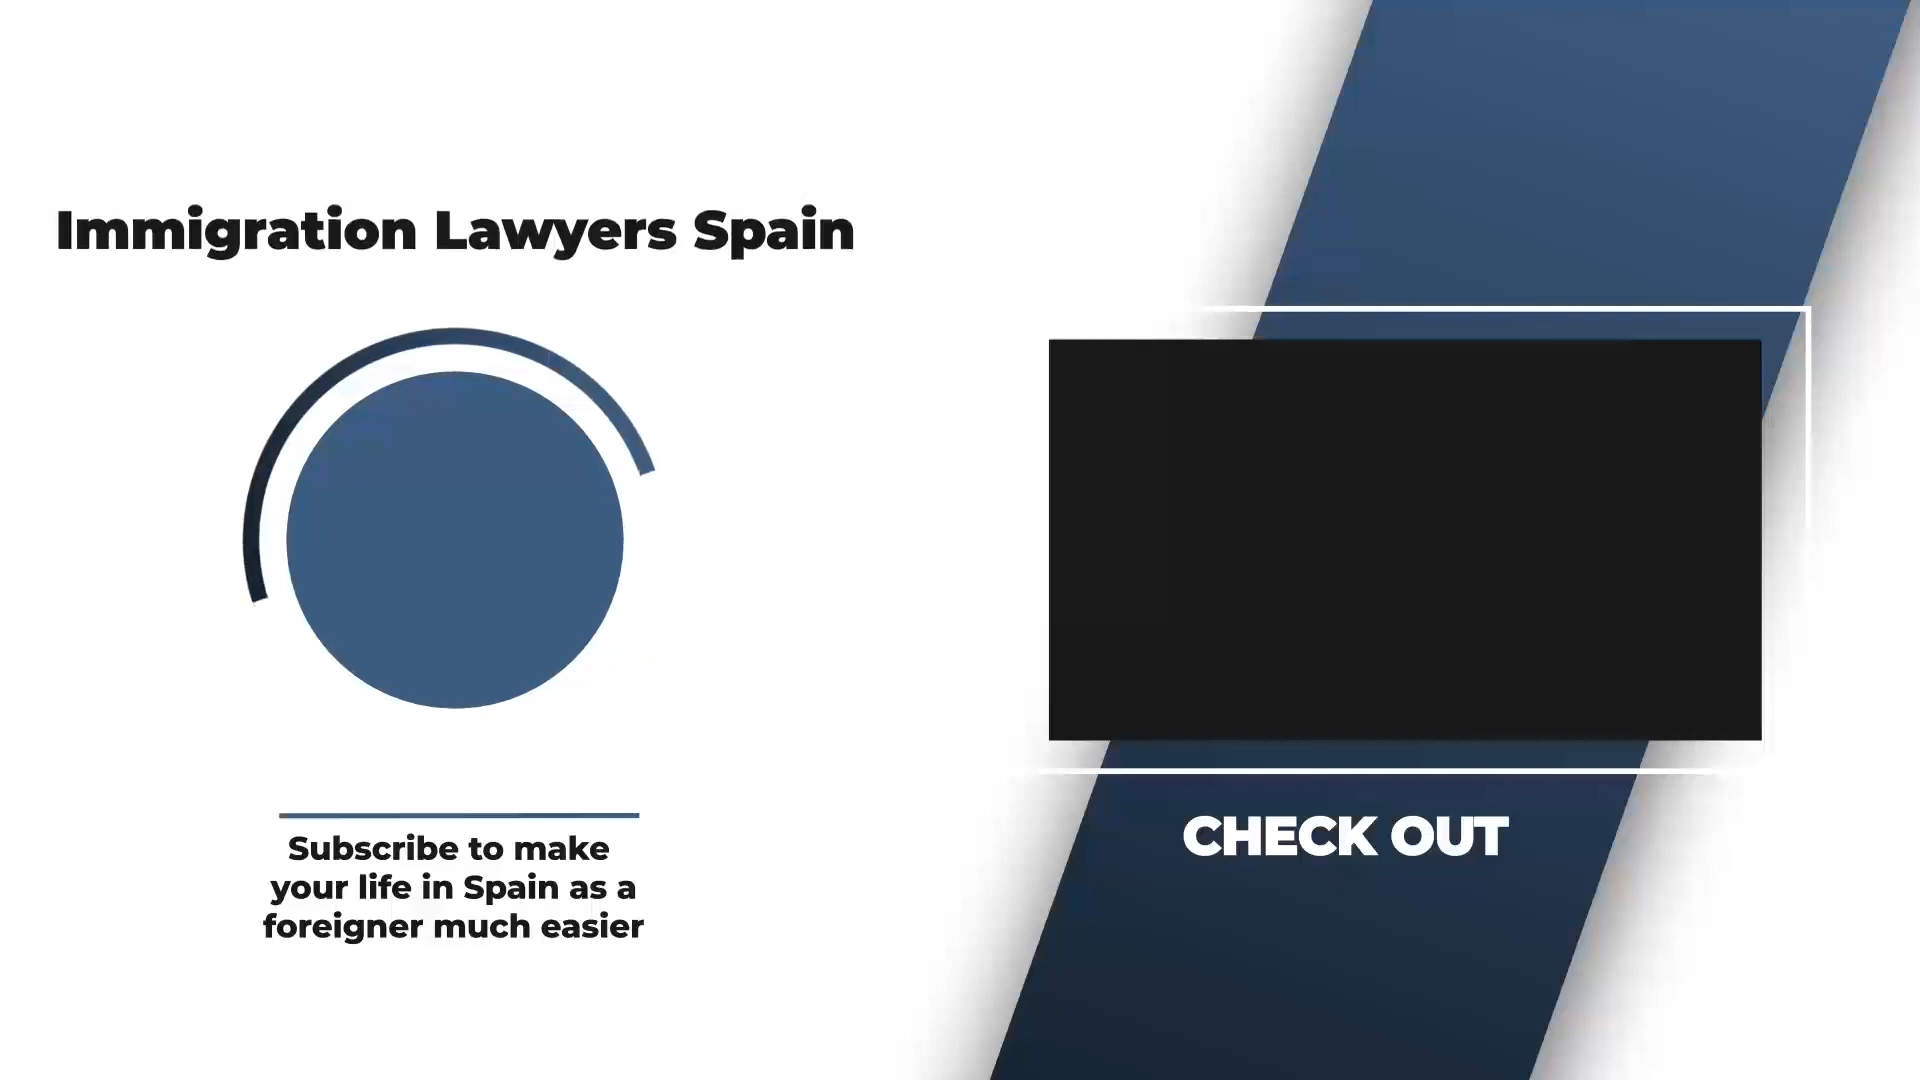 Immigration Lawyers Spain
Subscribe to make
your life in Spain as a
foreigner much easier
CHECK OUT